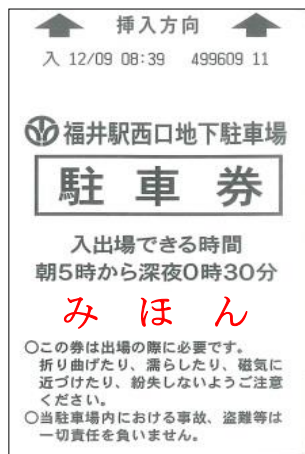 挿入方向
入 12/09 08:39 499609 11
福井駅西口地下駐車場
駐車券
入出場できる時間
朝5時から深夜0時30分
みほん
○この券は出場の際に必要です。
折り曲げたり、濡らしたり、磁気に
近づけたり、紛失しないようご注意
ください。
○当駐車場内における事故、盗難等は
一切責任を負いません。